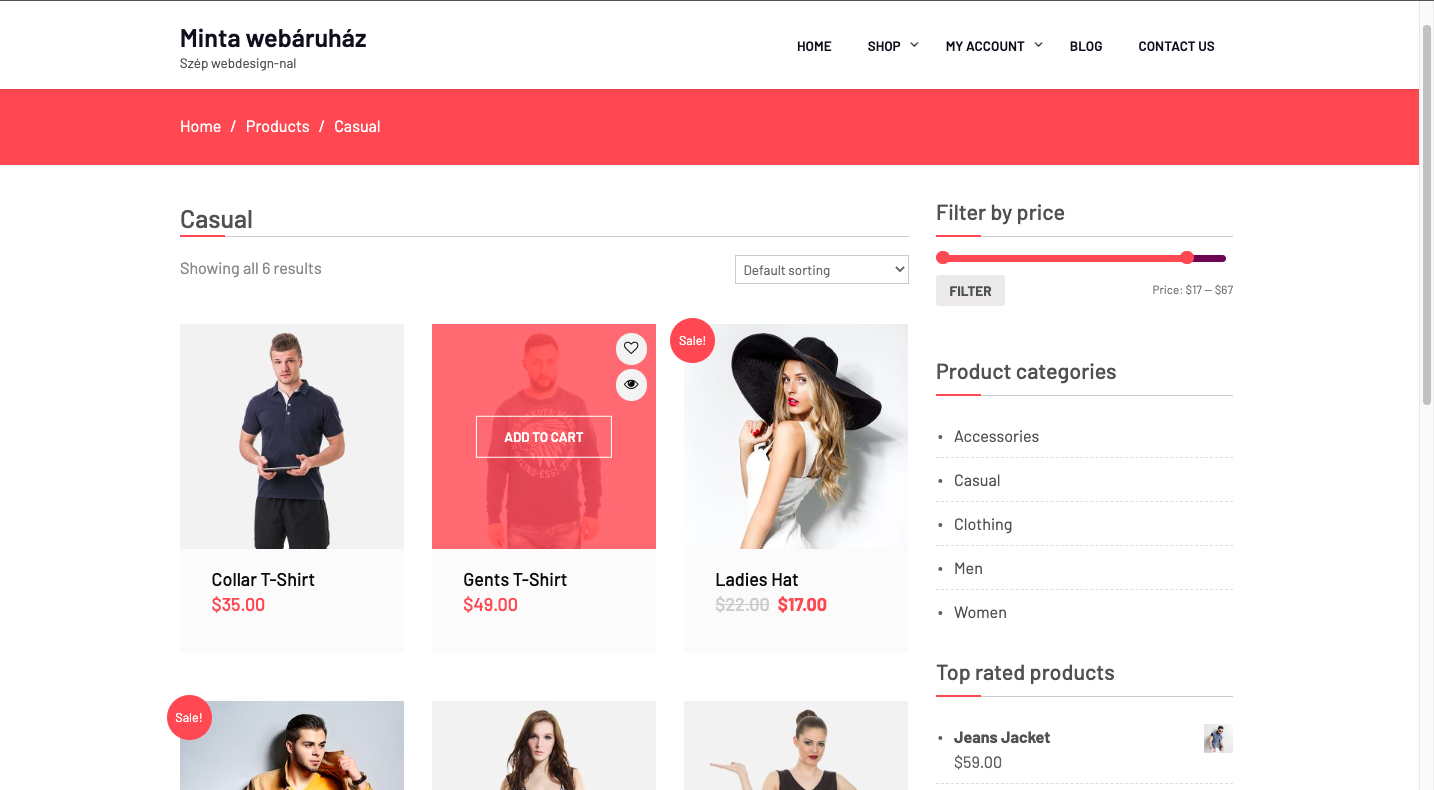 Minta webáruház
Szép webdesign-nal
HOME SHOP MY ACCOUNT BLOG CONTACT US
Home / Products / Casual
Casual
Showing all 6 results
Default sorting
Sale!
ADD TO CART
Collar T-Shirt
$35.00
Gents T-Shirt
$49.00
Ladies Hat
$22.00 $17.00
Sale!
Filter by price
FILTER
Price: $17 — $67
Product categories
• Accessories
• Casual
• Clothing
• Men
• Women
Top rated products
• Jeans Jacket
$59.00